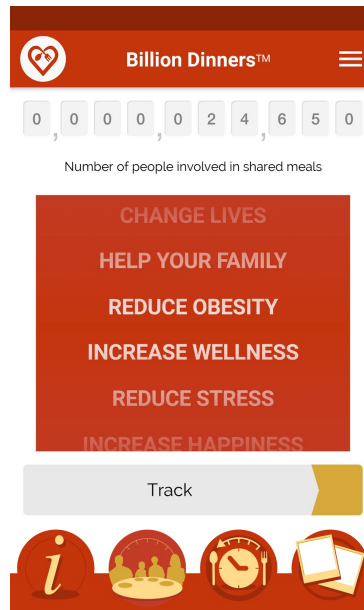 Billion Dinners™
0,000,024,650
Number of people involved in shared meals
CHANGE LIVES
HELP YOUR FAMILY
REDUCE OBESITY
INCREASE WELLNESS
REDUCE STRESS
INCREASE HAPPINESS
Track
i